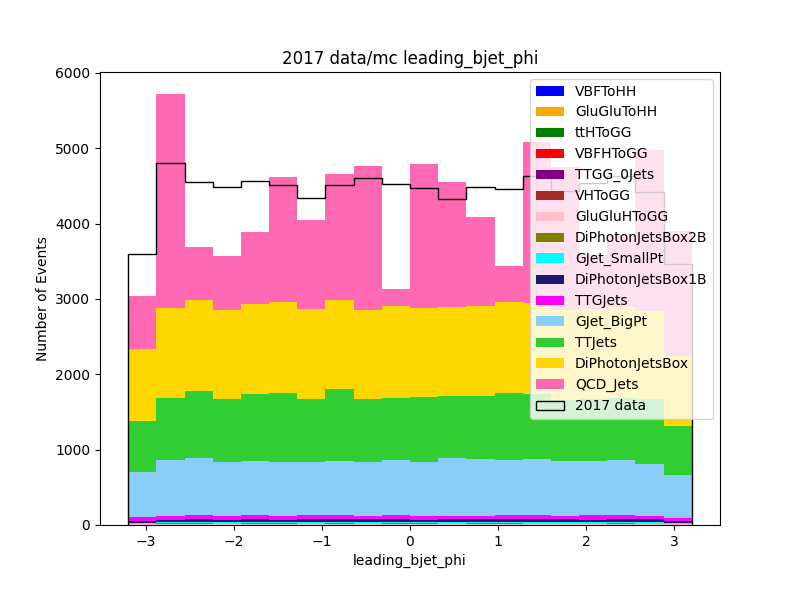 2017 data/mc leading_bjet_phi
Number of Events
6000
5000
4000
3000
2000
1000
0
−3
−2
−1
0
1
2
3
leading_bjet_phi
VBFToHH
GluGluToHH
ttHToGG
VBFHToGG
TTGG_0Jets
VHToGG
GluGluHToGG
DiPhotonJetsBox2B
GJet_SmallPt
DiPhotonJetsBox1B
TTGJets
GJet_BigPt
TTJets
DiPhotonJetsBox
QCD_Jets
2017 data